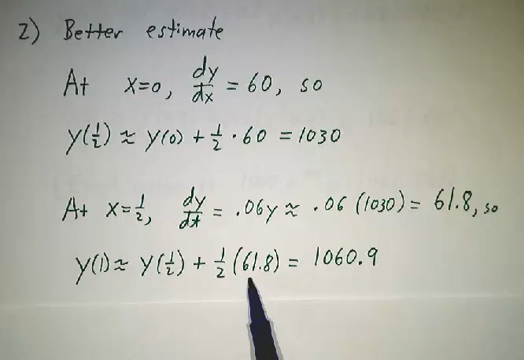 2) Better estimate
At x=0, dy/dx = 60, so
y(1/2) ≈ y(0) + 1/2 · 60 = 1030
At x=1/2, dy/dt = .06y ≈ .06 (1030) = 61.8, so
y(1) ≈ y(1/2) + 1/2 (61.8) = 1060.9